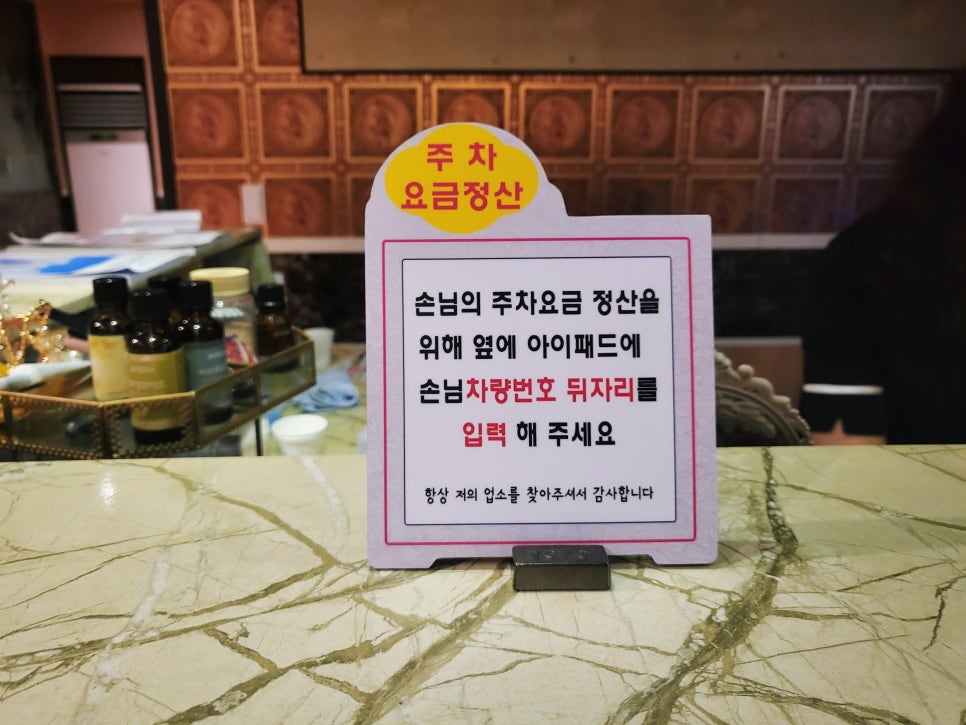 주 차
요금정산
손님의 주차요금 정산을
위해 옆에 아이패드에
손님차량번호 뒤자리를
입력 해 주세요
항상 저의 업소를 찾아주셔서 감사합니다
AVEDA